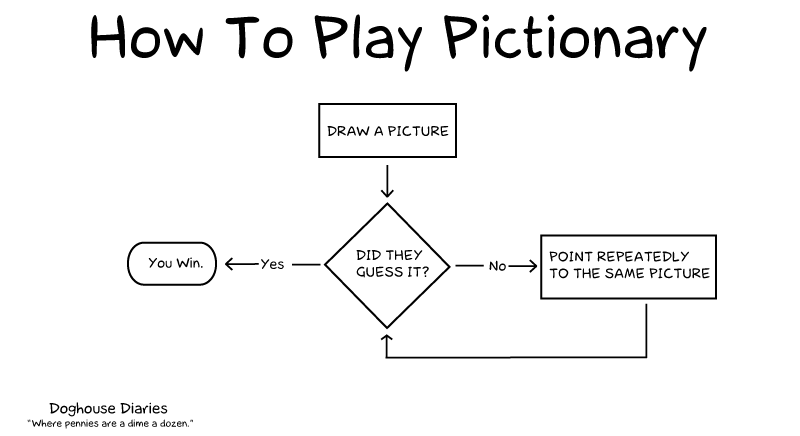 How To Play Pictionary
DRAW A PICTURE
DID THEY
GUESS IT?
Yes
You Win.
No
POINT REPEATEDLY
TO THE SAME PICTURE
Doghouse Diaries
"Where pennies are a dime a dozen."